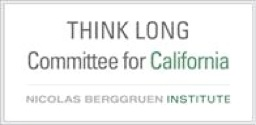 THINK LONG
Committee for California
NICOLAS BERGGRUEN INSTITUTE